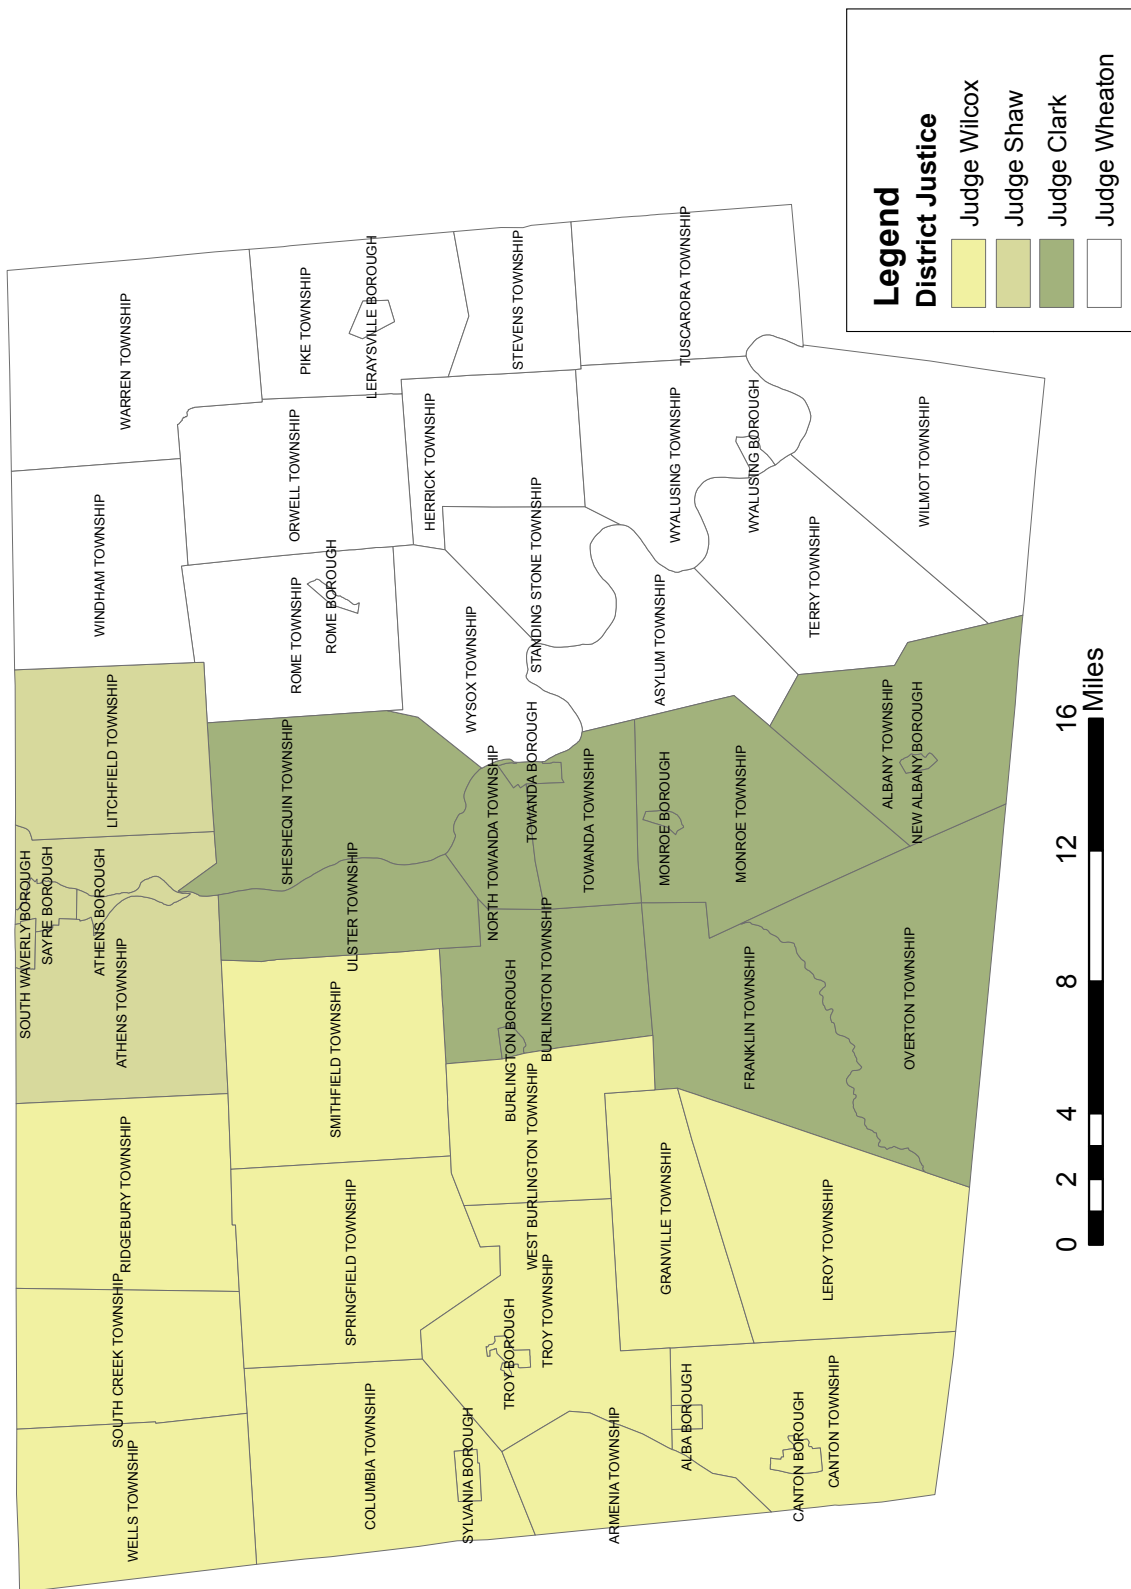 WELLS TOWNSHIP
SOUTH CREEK TOWNSHIP
RIDGEBURY TOWNSHIP
ATHENS TOWNSHIP
SOUTH WAVERLY BOROUGH
SAYRE BOROUGH
ATHENS BOROUGH
LITCHFIELD TOWNSHIP
WINDHAM TOWNSHIP
WARREN TOWNSHIP
COLUMBIA TOWNSHIP
SPRINGFIELD TOWNSHIP
SMITHFIELD TOWNSHIP
ULSTER TOWNSHIP
SHESHEQUIN TOWNSHIP
ROME TOWNSHIP
ROME BOROUGH
ORWELL TOWNSHIP
PIKE TOWNSHIP
LERAYSVILLE BOROUGH
SYLVANIA BOROUGH
TROY BOROUGH
TROY TOWNSHIP
WEST BURLINGTON TOWNSHIP
BURLINGTON BOROUGH
BURLINGTON TOWNSHIP
NORTH TOWANDA TOWNSHIP
TOWANDA BOROUGH
TOWANDA TOWNSHIP
WYSOX TOWNSHIP
STANDING STONE TOWNSHIP
HERRICK TOWNSHIP
STEVENS TOWNSHIP
ARMENIA TOWNSHIP
ALBA BOROUGH
GRANVILLE TOWNSHIP
MONROE BOROUGH
MONROE TOWNSHIP
ASYLUM TOWNSHIP
WYALUSING TOWNSHIP
WYALUSING BOROUGH
TUSCARORA TOWNSHIP
CANTON BOROUGH
CANTON TOWNSHIP
LEROY TOWNSHIP
FRANKLIN TOWNSHIP
OVERTON TOWNSHIP
ALBANY TOWNSHIP
NEW ALBANY BOROUGH
TERRY TOWNSHIP
WILMOT TOWNSHIP
Legend
District Justice
Judge Wilcox
Judge Shaw
Judge Clark
Judge Wheaton
0 2 4 8 12 16
Miles